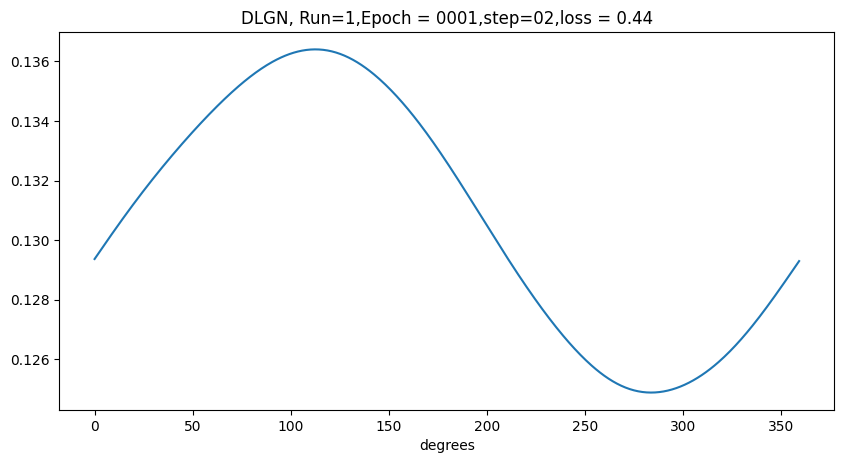 DLGN, Run=1,Epoch = 0001,step=02,loss = 0.44
0.136
0.134
0.132
0.130
0.128
0.126
0 50 100 150 200 250 300 350
degrees